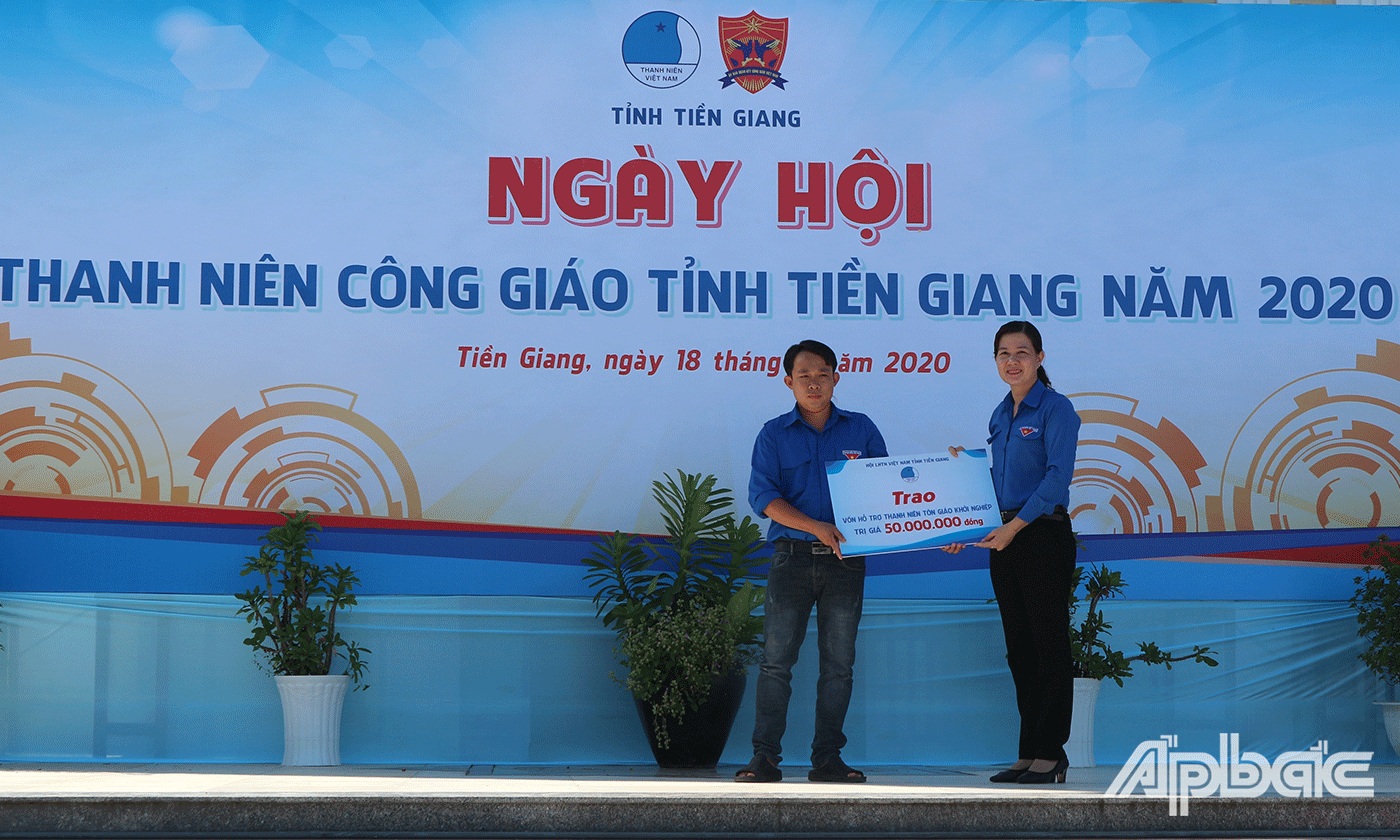 THANH NIÊN
VIỆT NAM
TỈNH TIỀN GIANG
NGÀY HỘI
THANH NIÊN CÔNG GIÁO TỈNH TIỀN GIANG NĂM 2020
Tiền Giang, ngày 18 tháng năm 2020
HỘI LHTN VIỆT NAM TỈNH TIỀN GIANG
Trao
VỐN HỖ TRỢ THANH NIÊN TÔN GIÁO KHỞI NGHIỆP
TRỊ GIÁ 50.000.000 đồng
Ấpbắc